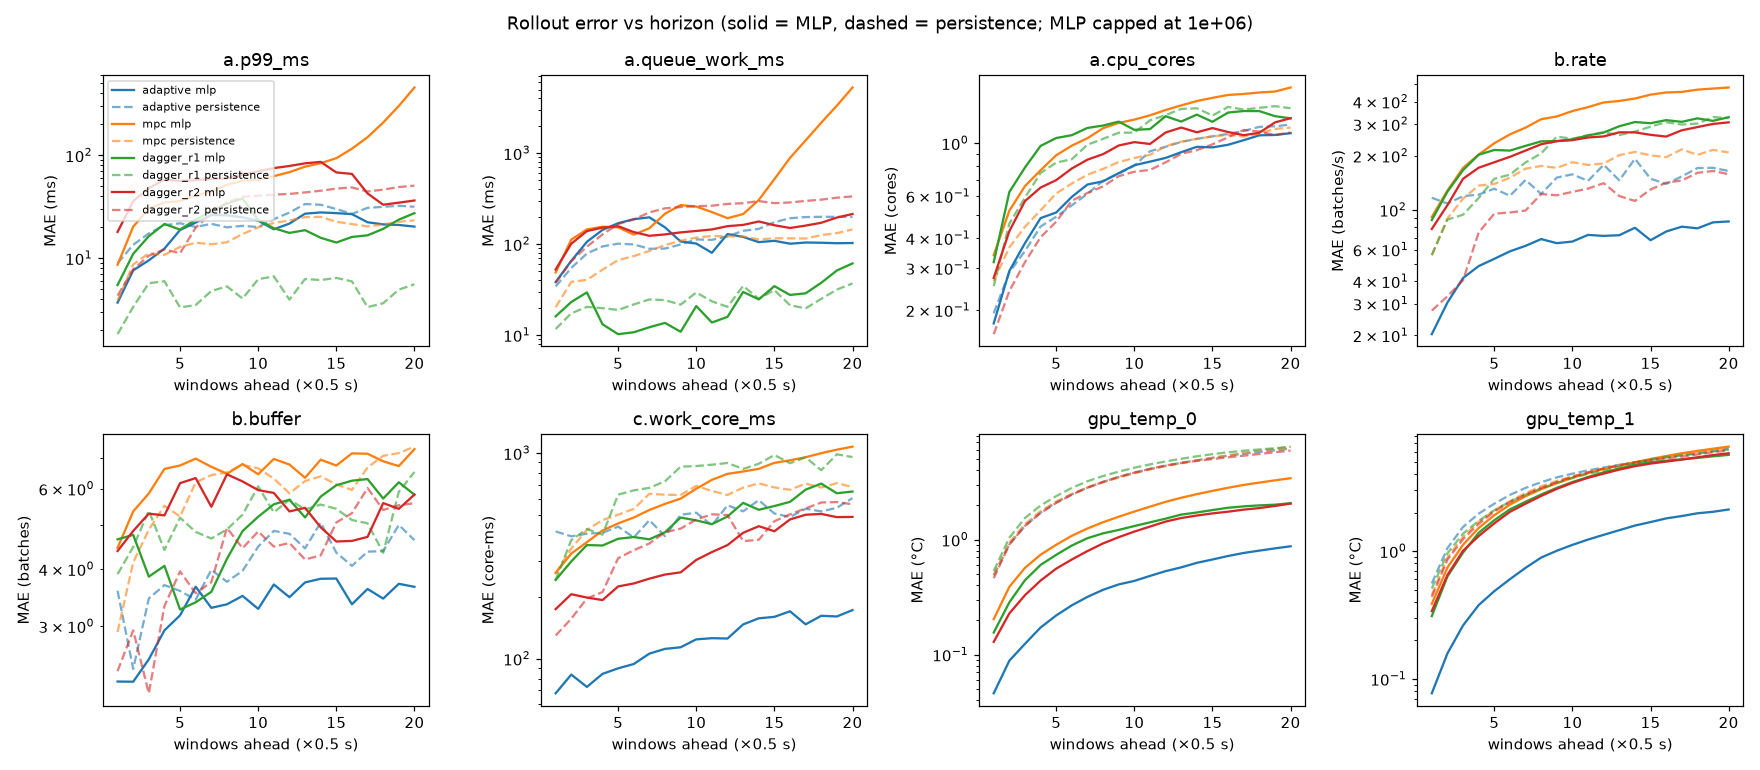 Rollout error vs horizon (solid = MLP, dashed = persistence; MLP capped at 1e+06)
a.p99_ms
MAE (ms)
10²
10¹
adaptive mlp
adaptive persistence
mpc mlp
mpc persistence
dagger_r1 mlp
dagger_r1 persistence
dagger_r2 mlp
dagger_r2 persistence
5 10 15 20
windows ahead (×0.5 s)
a.queue_work_ms
MAE (ms)
10³
10²
10¹
5 10 15 20
windows ahead (×0.5 s)
a.cpu_cores
MAE (cores)
10⁰
6 × 10⁻¹
4 × 10⁻¹
3 × 10⁻¹
2 × 10⁻¹
5 10 15 20
windows ahead (×0.5 s)
b.rate
MAE (batches/s)
4 × 10²
3 × 10²
2 × 10²
10²
6 × 10¹
4 × 10¹
3 × 10¹
2 × 10¹
5 10 15 20
windows ahead (×0.5 s)
b.buffer
MAE (batches)
6 × 10⁰
4 × 10⁰
3 × 10⁰
5 10 15 20
windows ahead (×0.5 s)
c.work_core_ms
MAE (core-ms)
10³
10²
5 10 15 20
windows ahead (×0.5 s)
gpu_temp_0
MAE (°C)
10⁰
10⁻¹
5 10 15 20
windows ahead (×0.5 s)
gpu_temp_1
MAE (°C)
10⁰
10⁻¹
5 10 15 20
windows ahead (×0.5 s)